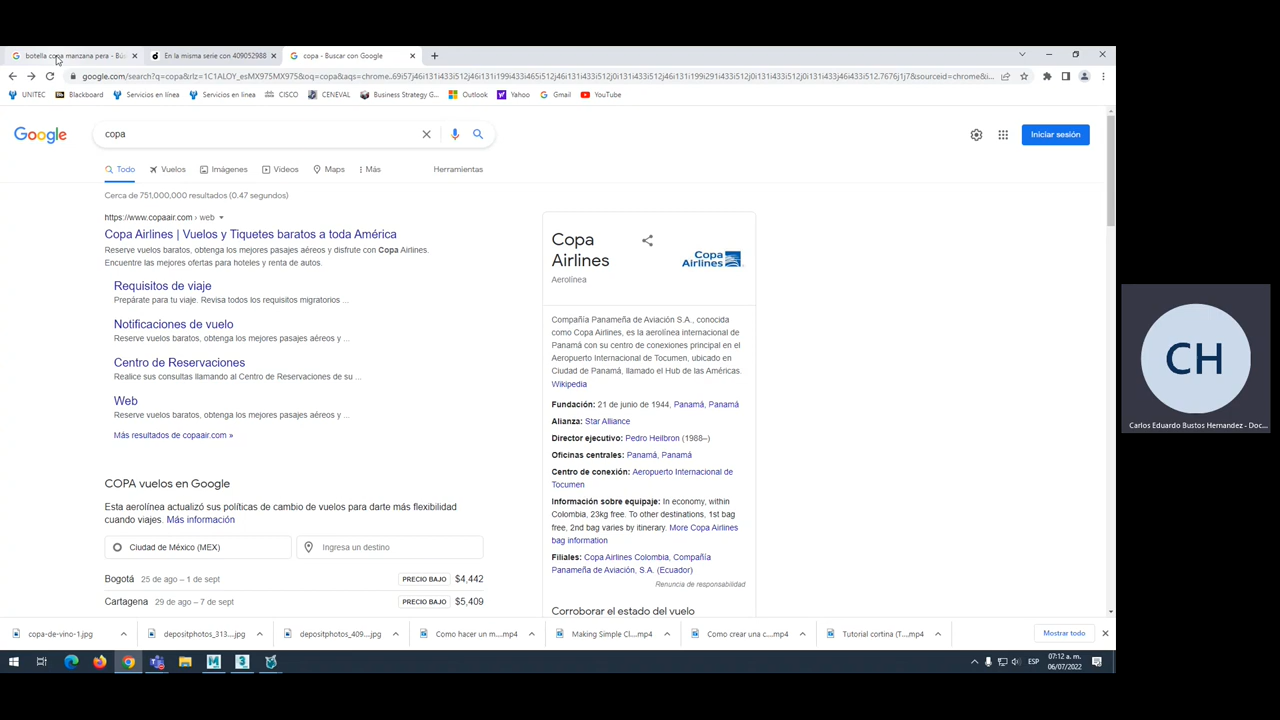 botella copa manzana pera - Bús
En la misma serie con 409052988
copa - Buscar con Google
google.com/search?q=copa&rlz=1C1ALOY_esMX975MX975&oq=copa&aqs=chrome..69i57j46i131i433i512j46i131i199i433i465i512j46i131i433i512j0i131i433i512j0i131i433i512j46i131i199i291i433i512j0i131i433i512j0i433j46i433i512.7676j1j7&sourceid=chrome&i...
UNITEC
Blackboard
Servicios en línea
Servicios en línea
CISCO
CENEVAL
Business Strategy G...
Outlook
Yahoo
Gmail
YouTube
Google
copa
Iniciar sesión
Todo
Vuelos
Imágenes
Videos
Maps
Más
Herramientas
Cerca de 751,000,000 resultados (0.47 segundos)
https://www.copaair.com › web
Copa Airlines | Vuelos y Tiquetes baratos a toda América
Reserve vuelos baratos, obtenga los mejores pasajes aéreos y disfrute con Copa Airlines.
Encuentre las mejores ofertas para hoteles y renta de autos.
Requisitos de viaje
Prepárate para tu viaje. Revisa todos los requisitos migratorios ...
Notificaciones de vuelo
Reserve vuelos baratos, obtenga los mejores pasajes aéreos y ...
Centro de Reservaciones
Realice sus consultas llamando al Centro de Reservaciones de su ...
Web
Reserve vuelos baratos, obtenga los mejores pasajes aéreos y ...
Más resultados de copaair.com »
COPA vuelos en Google
Esta aerolínea actualizó sus políticas de cambio de vuelos para darte más flexibilidad
cuando viajes. Más información
Ciudad de México (MEX)
Ingresa un destino
Bogotá 25 de ago – 1 de sept PRECIO BAJO $4,442
Cartagena 29 de ago – 7 de sept PRECIO BAJO $5,409
Copa
Airlines
Aerolínea
Copa
Airlines
Compañía Panameña de Aviación S.A., conocida
como Copa Airlines, es la aerolínea internacional de
Panamá con su centro de conexiones principal en el
Aeropuerto Internacional de Tocumen, ubicado en
Ciudad de Panamá, llamado el Hub de las Américas.
Wikipedia
Fundación: 21 de junio de 1944, Panamá, Panamá
Alianza: Star Alliance
Director ejecutivo: Pedro Heilbron (1988–)
Oficinas centrales: Panamá, Panamá
Centro de conexión: Aeropuerto Internacional de
Tocumen
Información sobre equipaje: In economy, within
Colombia, 23kg free. To other destinations, 1st bag
free, 2nd bag varies by itinerary. More Copa Airlines
bag information
Filiales: Copa Airlines Colombia, Compañía
Panameña de Aviación, S.A. (Ecuador)
Renuncia de responsabilidad
Corroborar el estado del vuelo
CH
Carlos Eduardo Bustos Hernandez - Doc...
copa-de-vino-1.jpg
depositphotos_313....jpg
depositphotos_409....jpg
Como hacer un m....mp4
Making Simple Cl....mp4
Como crear una c....mp4
Tutorial cortina (T....mp4
Mostrar todo
ESP
07:12 a. m.
06/07/2022